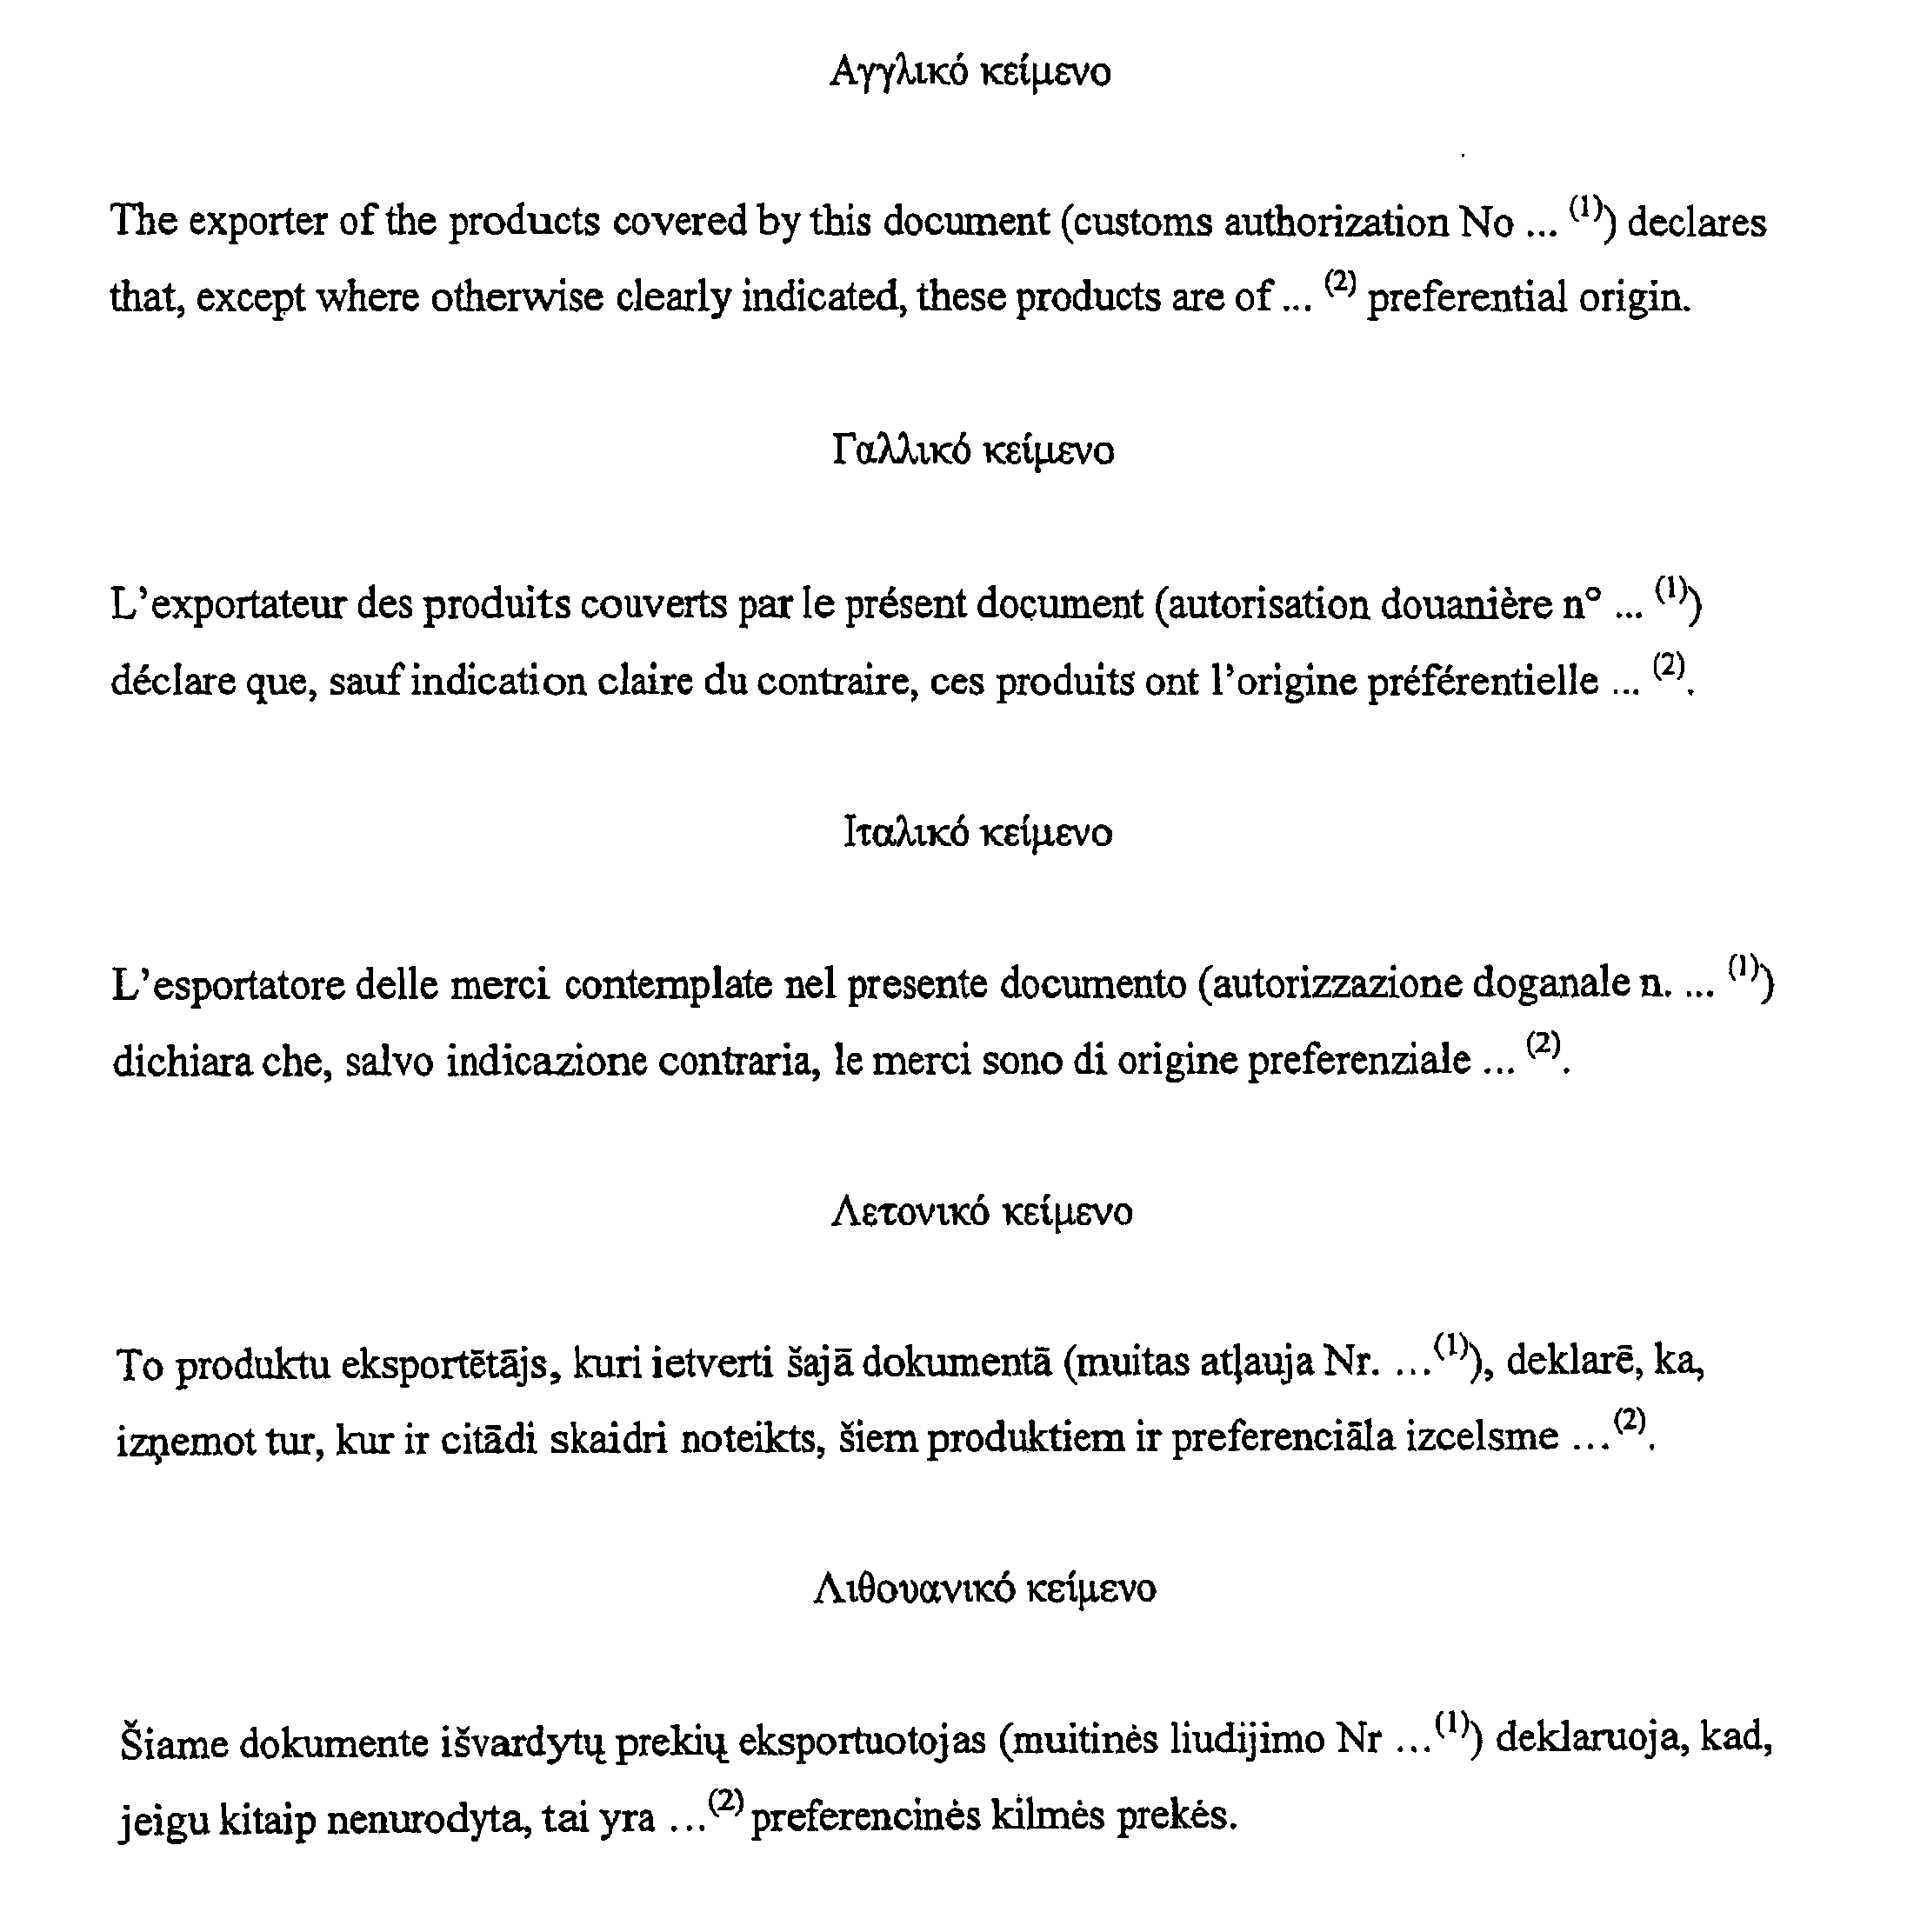 Αγγλικό κείμενο
The exporter of the products covered by this document (customs authorization No ... (1)) declares
that, except where otherwise clearly indicated, these products are of ... (2) preferential origin.
Γαλλικό κείμενο
L'exportateur des produits couverts par le présent document (autorisation douanière n° ... (1))
déclare que, sauf indication claire du contraire, ces produits ont l'origine préférentielle ... (2).
Ιταλικό κείμενο
L'esportatore delle merci contemplate nel presente documento (autorizzazione doganale n. ... (1))
dichiara che, salvo indicazione contraria, le merci sono di origine preferenziale ... (2).
Λετονικό κείμενο
To produktu eksportētājs, kuri ietverti šajā dokumentā (muitas atļauja Nr. ...(1)), deklarē, ka,
izņemot tur, kur ir citādi skaidri noteikts, šiem produktiem ir preferenciāla izcelsme ...(2).
Λιθουανικό κείμενο
Šiame dokumente išvardytų prekių eksportuotojas (muitinės liudijimo Nr ...(1)) deklaruoja, kad,
jeigu kitaip nenurodyta, tai yra ...(2) preferencinės kilmės prekės.